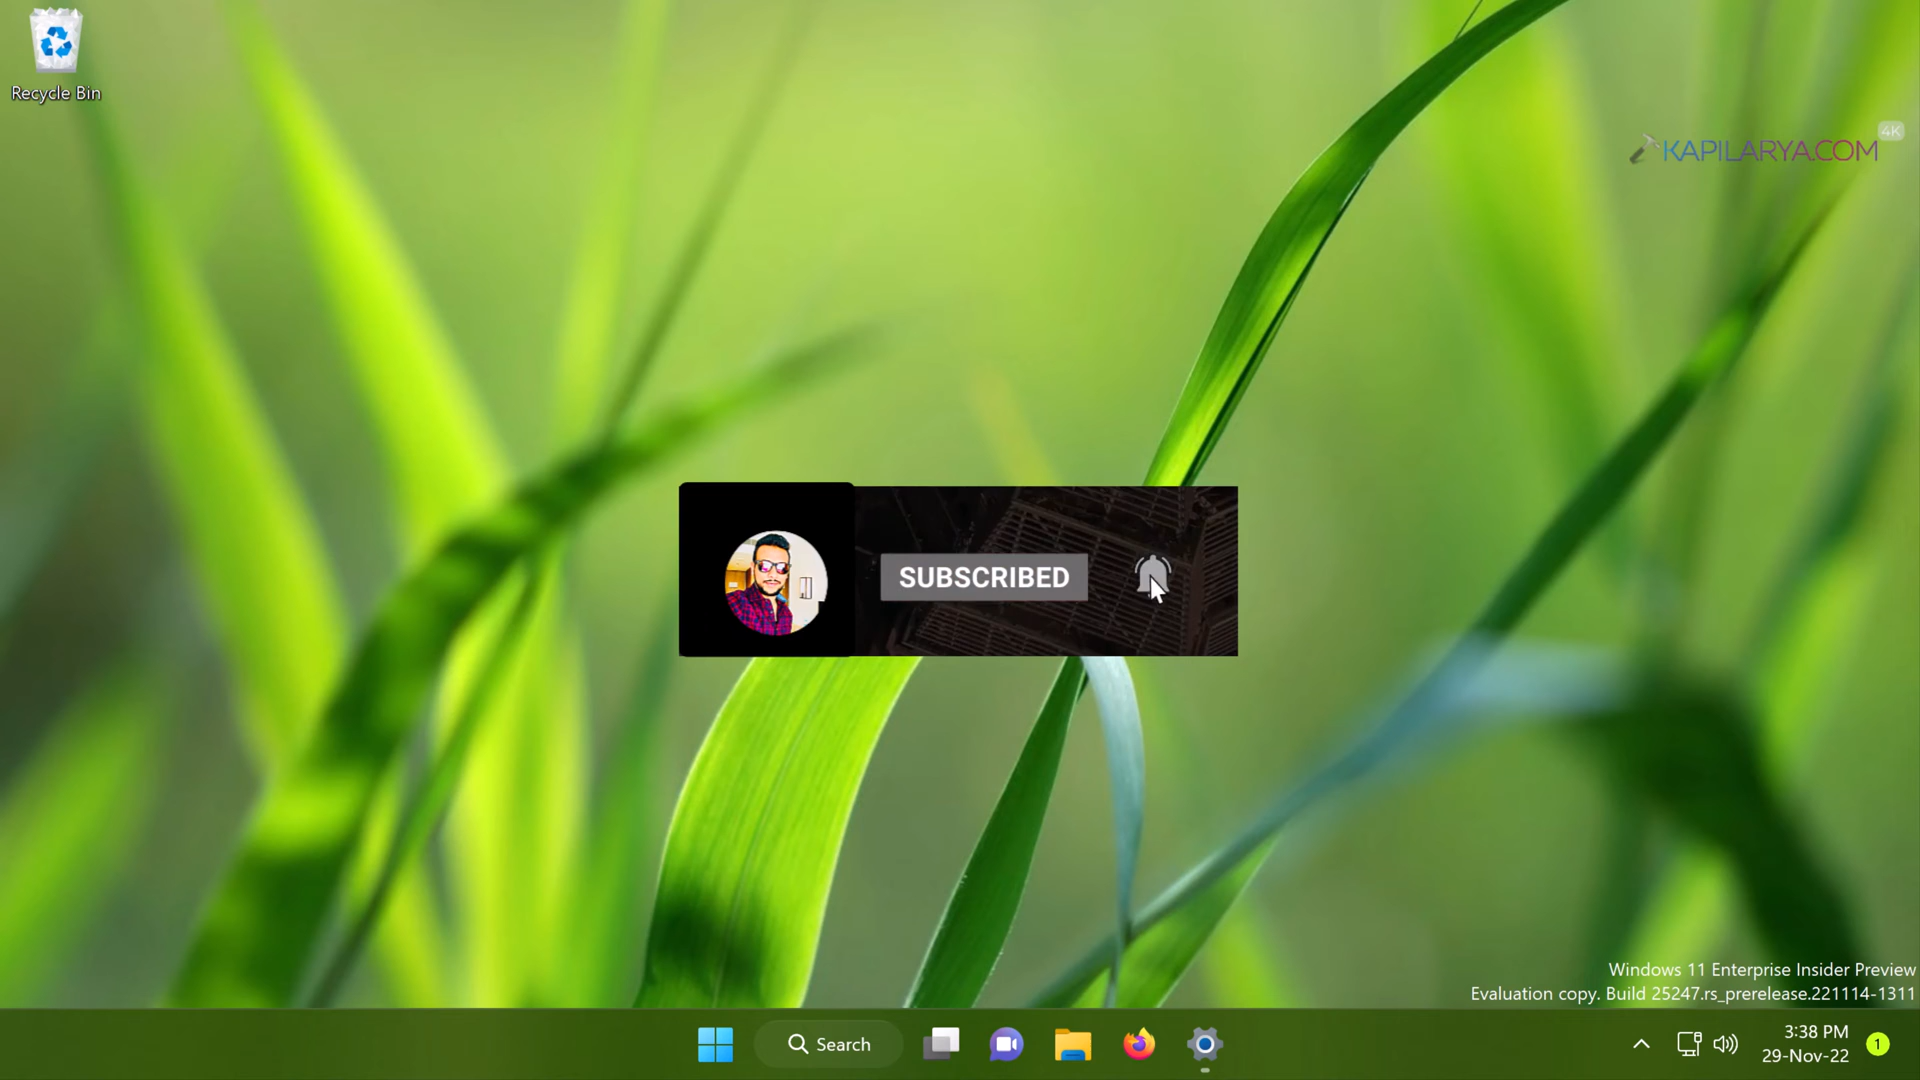 Recycle Bin
4K
KAPILARYA.COM
SUBSCRIBED
Windows 11 Enterprise Insider Preview
Evaluation copy. Build 25247.rs_prerelease.221114-1311
Search
3:38 PM
29-Nov-22
1